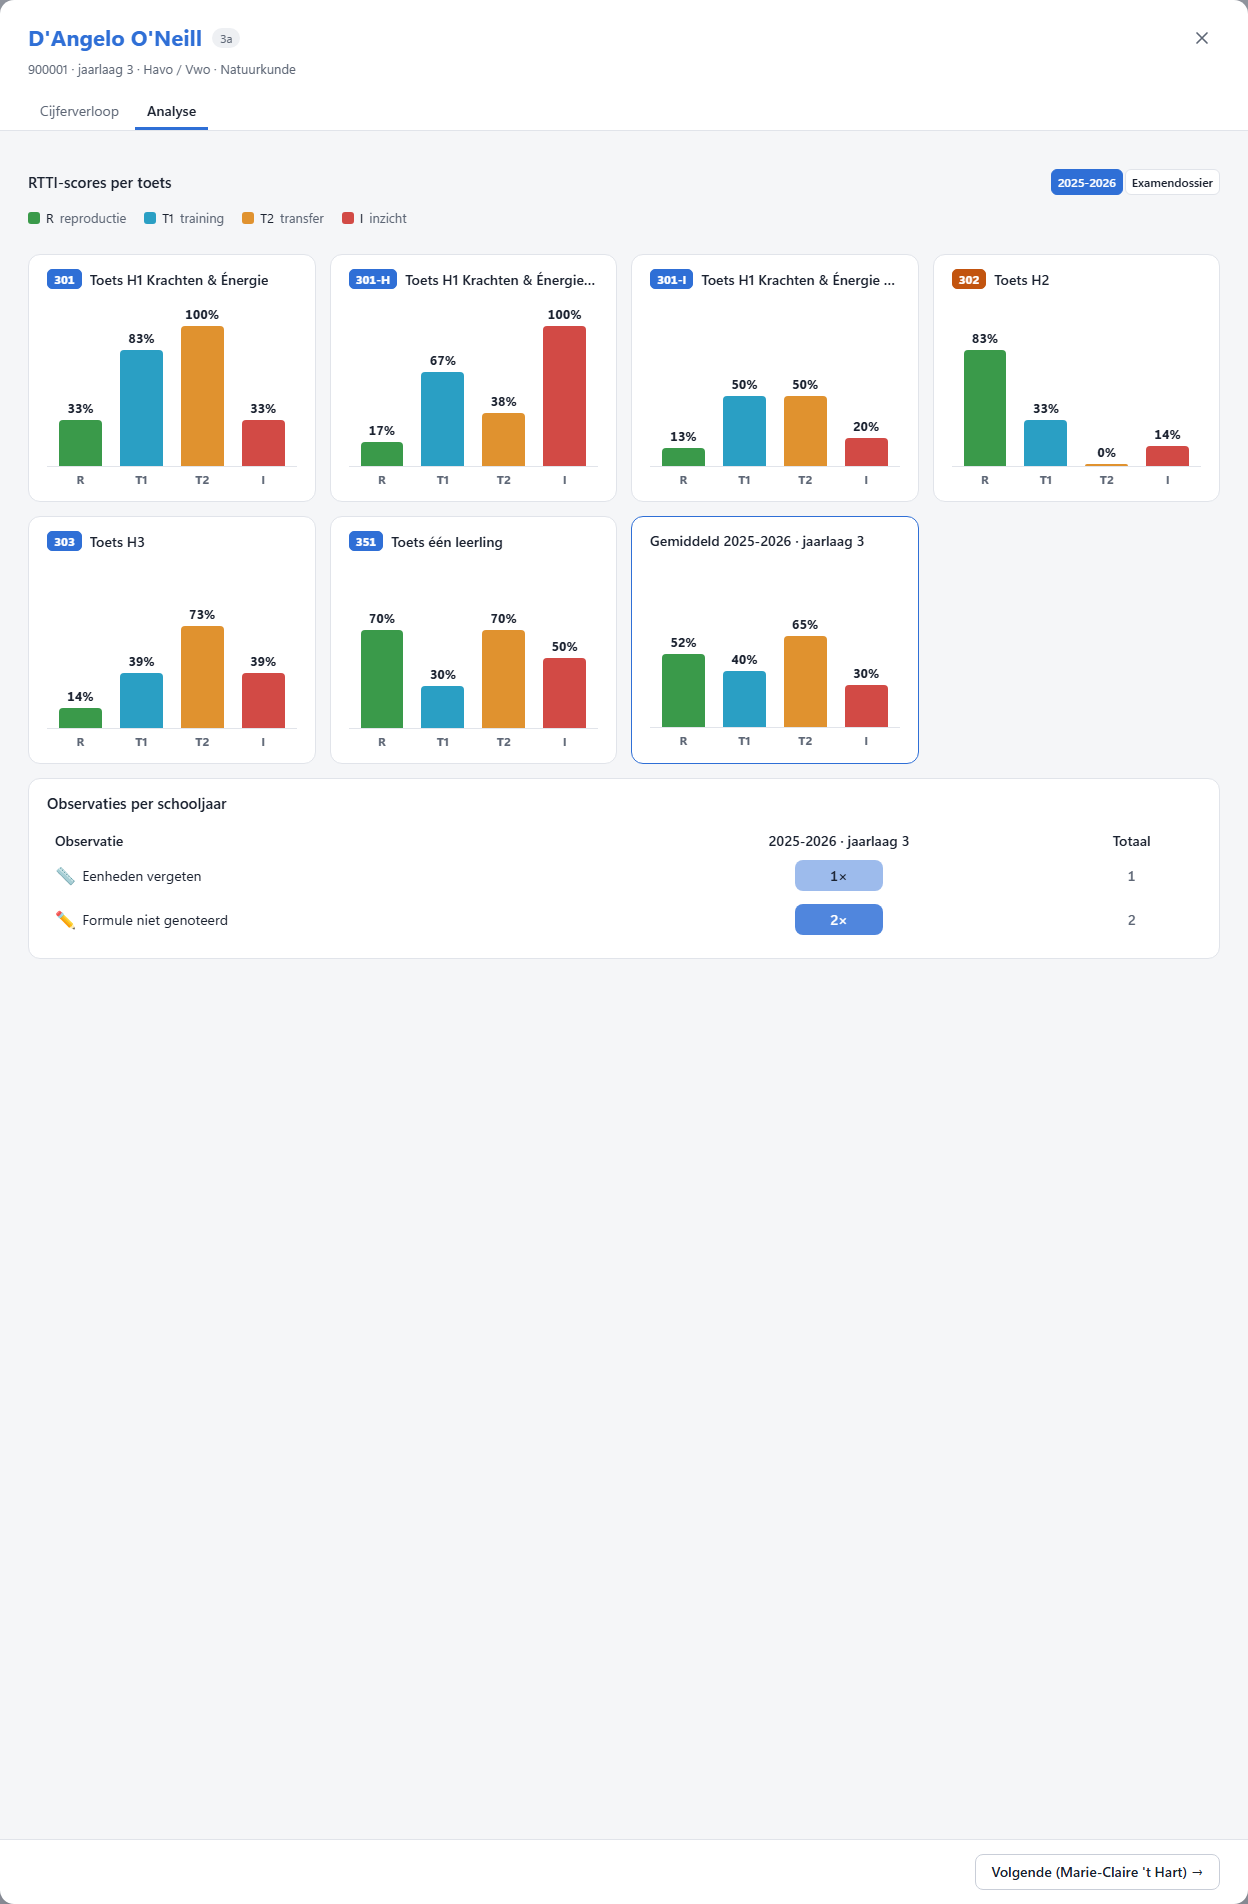 D'Angelo O'Neill 3a
900001 · jaarlaag 3 · Havo / Vwo · Natuurkunde
Cijferverloop Analyse
RTTI-scores per toets 2025-2026 Examendossier
R reproductie T1 training T2 transfer I inzicht
301 Toets H1 Krachten & Énergie
33% 83% 100% 33%
R T1 T2 I
301-H Toets H1 Krachten & Énergie...
17% 67% 38% 100%
R T1 T2 I
301-I Toets H1 Krachten & Énergie ...
13% 50% 50% 20%
R T1 T2 I
302 Toets H2
83% 33% 0% 14%
R T1 T2 I
303 Toets H3
14% 39% 73% 39%
R T1 T2 I
351 Toets één leerling
70% 30% 70% 50%
R T1 T2 I
Gemiddeld 2025-2026 · jaarlaag 3
52% 40% 65% 30%
R T1 T2 I
Observaties per schooljaar
Observatie 2025-2026 · jaarlaag 3 Totaal
Eenheden vergeten 1× 1
Formule niet genoteerd 2× 2
Volgende (Marie-Claire 't Hart) →